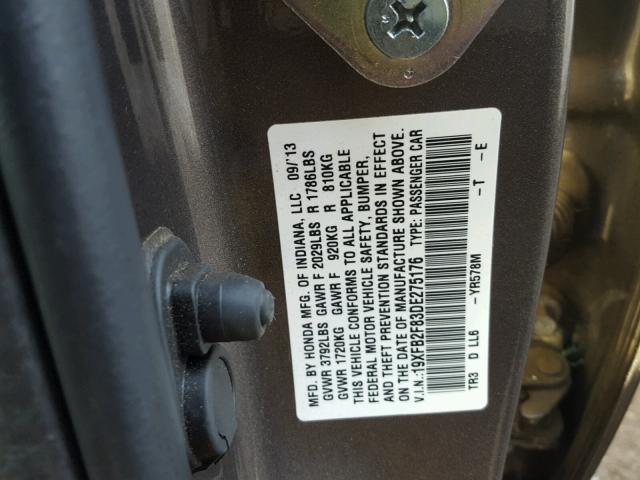 MFD. BY HONDA MFG. OF INDIANA, LLC 09/'13
GVWR 3792LBS GAWR F 2029LBS R 1786LBS
GVWR 1720KG GAWR F 920KG R 810KG
THIS VEHICLE CONFORMS TO ALL APPLICABLE
FEDERAL MOTOR VEHICLE SAFETY, BUMPER,
AND THEFT PREVENTION STANDARDS IN EFFECT
ON THE DATE OF MANUFACTURE SHOWN ABOVE.
V.I.N.:19XFB2F83DE275176 TYPE: PASSENGER CAR
TR3 D LL6 -YR578M -T -E